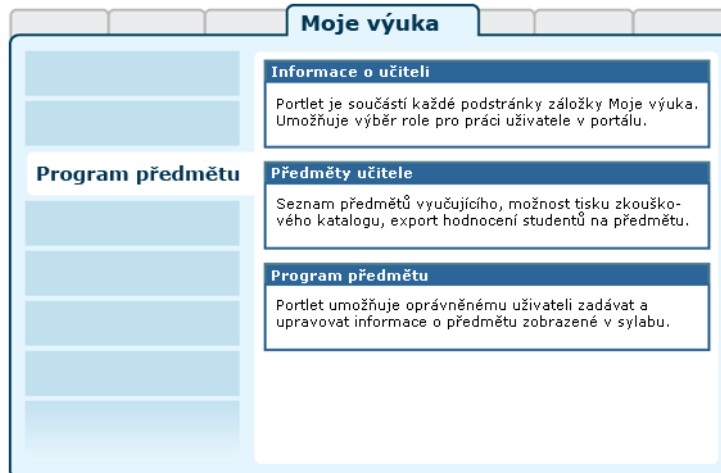 Moje výuka
Program předmětu
Informace o učiteli
Portlet je součástí každé podstránky záložky Moje výuka.
Umožňuje výběr role pro práci uživatele v portálu.
Předměty učitele
Seznam předmětů vyučujícího, možnost tisku zkouško-
vého katalogu, export hodnocení studentů na předmětu.
Program předmětu
Portlet umožňuje oprávněnému uživateli zadávat a
upravovat informace o předmětu zobrazené v sylabu.